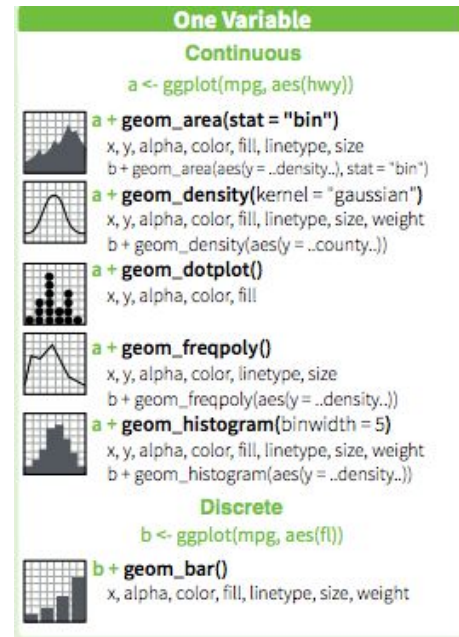 One Variable
Continuous
a <- ggplot(mpg, aes(hwy))
a + geom_area(stat = "bin")
x, y, alpha, color, fill, linetype, size
b + geom_area(aes(y = ..density..), stat = "bin")
a + geom_density(kernel = "gaussian")
x, y, alpha, color, fill, linetype, size, weight
b + geom_density(aes(y = ..county..))
a + geom_dotplot()
x, y, alpha, color, fill
a + geom_freqpoly()
x, y, alpha, color, linetype, size
b + geom_freqpoly(aes(y = ..density..))
a + geom_histogram(binwidth = 5)
x, y, alpha, color, fill, linetype, size, weight
b + geom_histogram(aes(y = ..density..))
Discrete
b <- ggplot(mpg, aes(fl))
b + geom_bar()
x, alpha, color, fill, linetype, size, weight